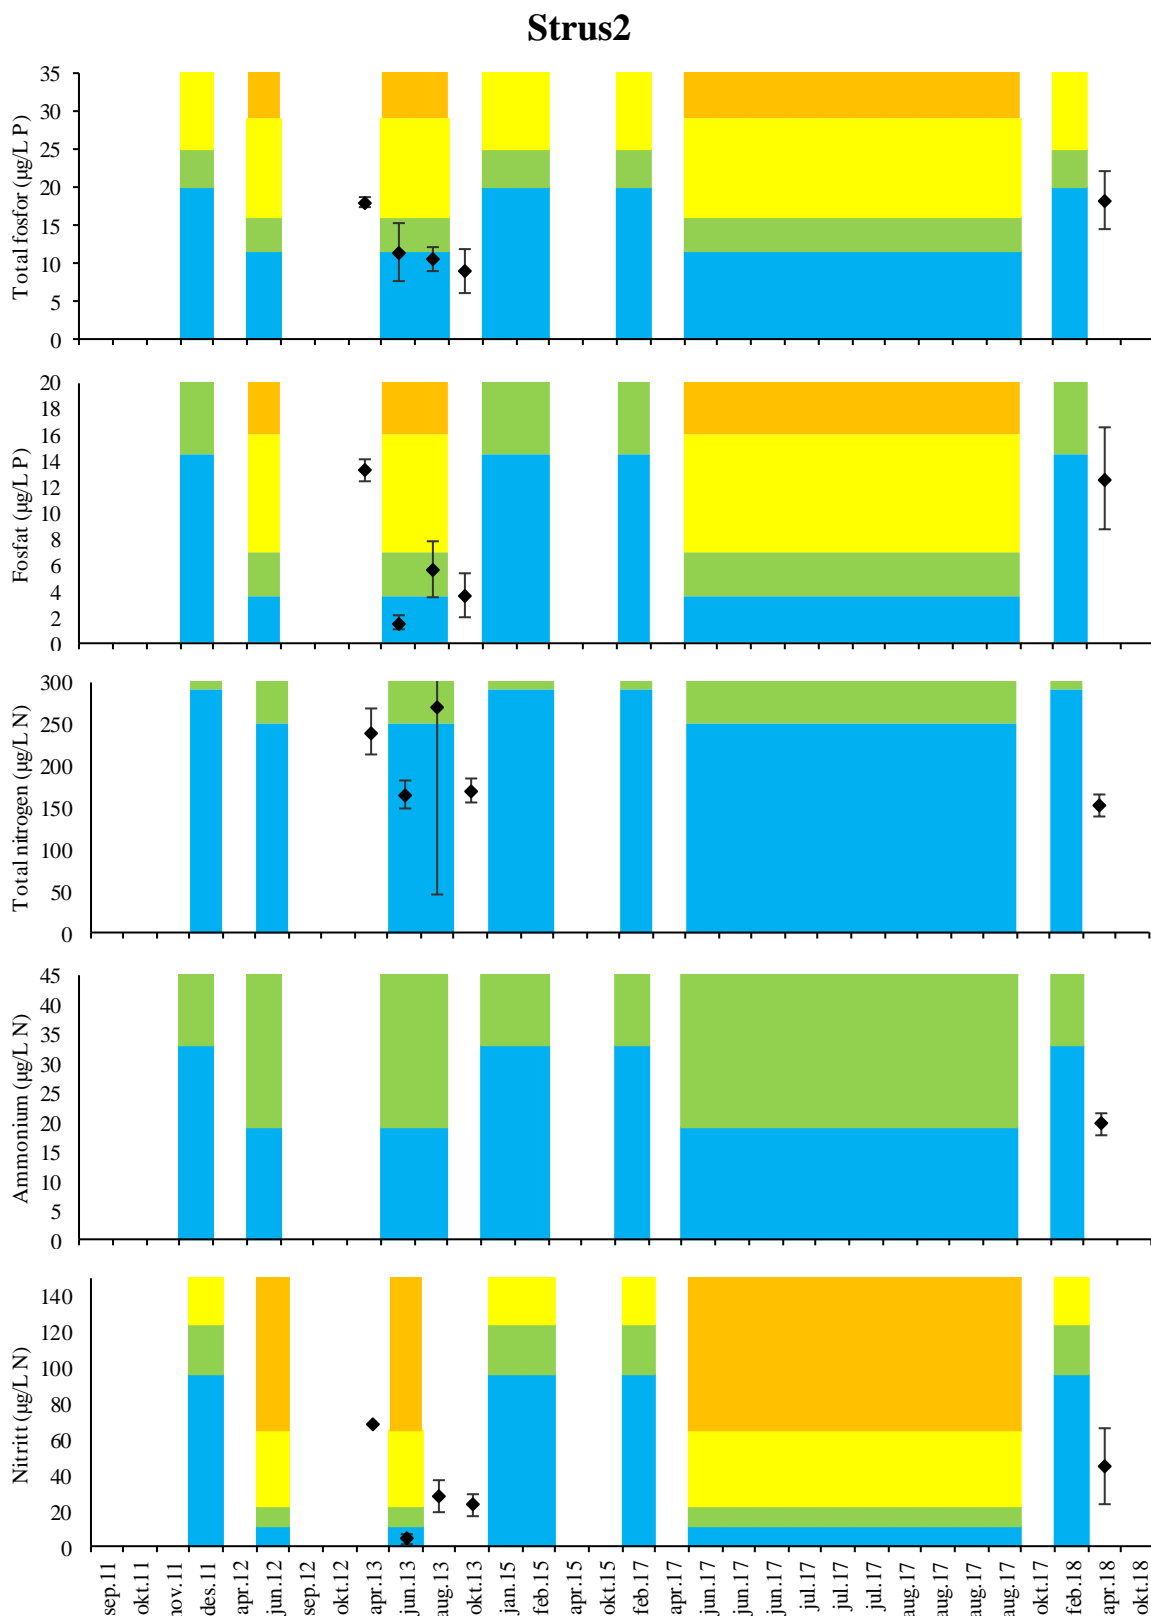 Strus2
Total fosfor (µg/L P)
35
30
25
20
15
10
5
0
Fosfat (µg/L P)
20
18
16
14
12
10
8
6
4
2
0
Total nitrogen (µg/L N)
300
250
200
150
100
50
0
Ammonium (µg/L N)
45
40
35
30
25
20
15
10
5
0
Nitritt (µg/L N)
140
120
100
80
60
40
20
0
sep.11
okt.11
nov.11
des.11
apr.12
jun.12
sep.12
okt.12
apr.13
jun.13
aug.13
okt.13
jan.15
feb.15
apr.15
okt.15
feb.17
apr.17
jun.17
jun.17
jun.17
jul.17
jul.17
jul.17
aug.17
aug.17
aug.17
aug.17
okt.17
feb.18
apr.18
okt.18